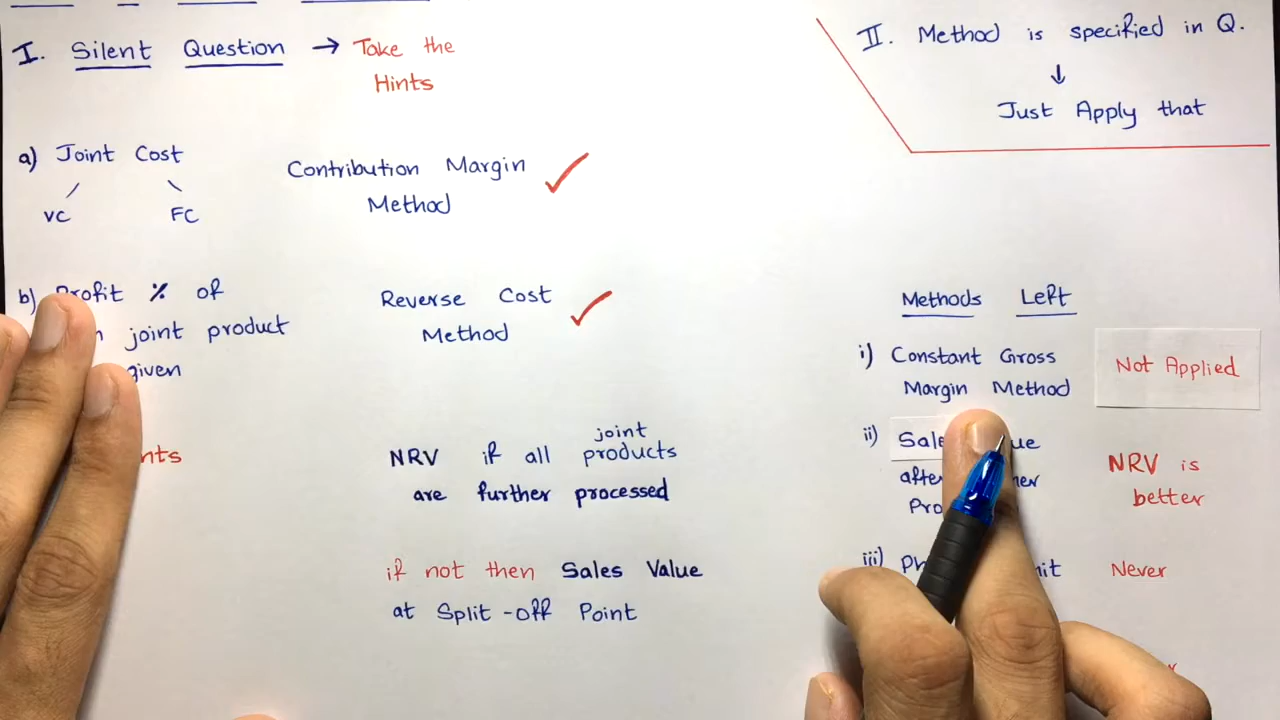 I. Silent Question → Take the
Hints
a) Joint Cost
VC FC
Contribution Margin
Method
b) Profit % of
joint product
given
Reverse Cost
Method
NRV if all joint products
are further processed
if not then Sales Value
at Split-off Point
II. Method is specified in Q.
↓
Just Apply that
Methods Left
i) Constant Gross
Margin Method
Not Applied
ii)
NRV is
better
iii)
Never